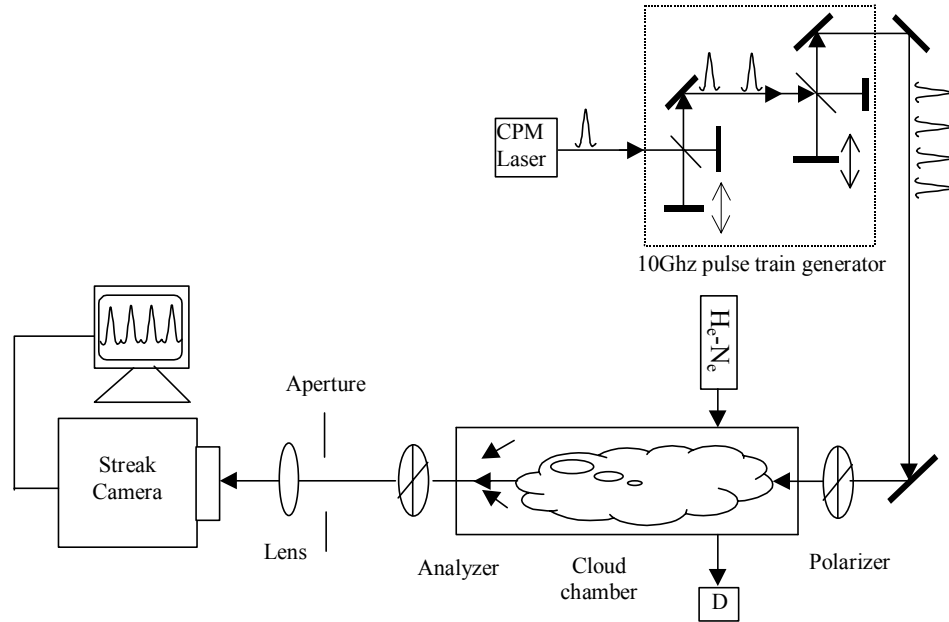 CPM
Laser
10Ghz pulse train generator
He-Ne
Aperture
Streak
Camera
Lens
Analyzer
Cloud
chamber
Polarizer
D